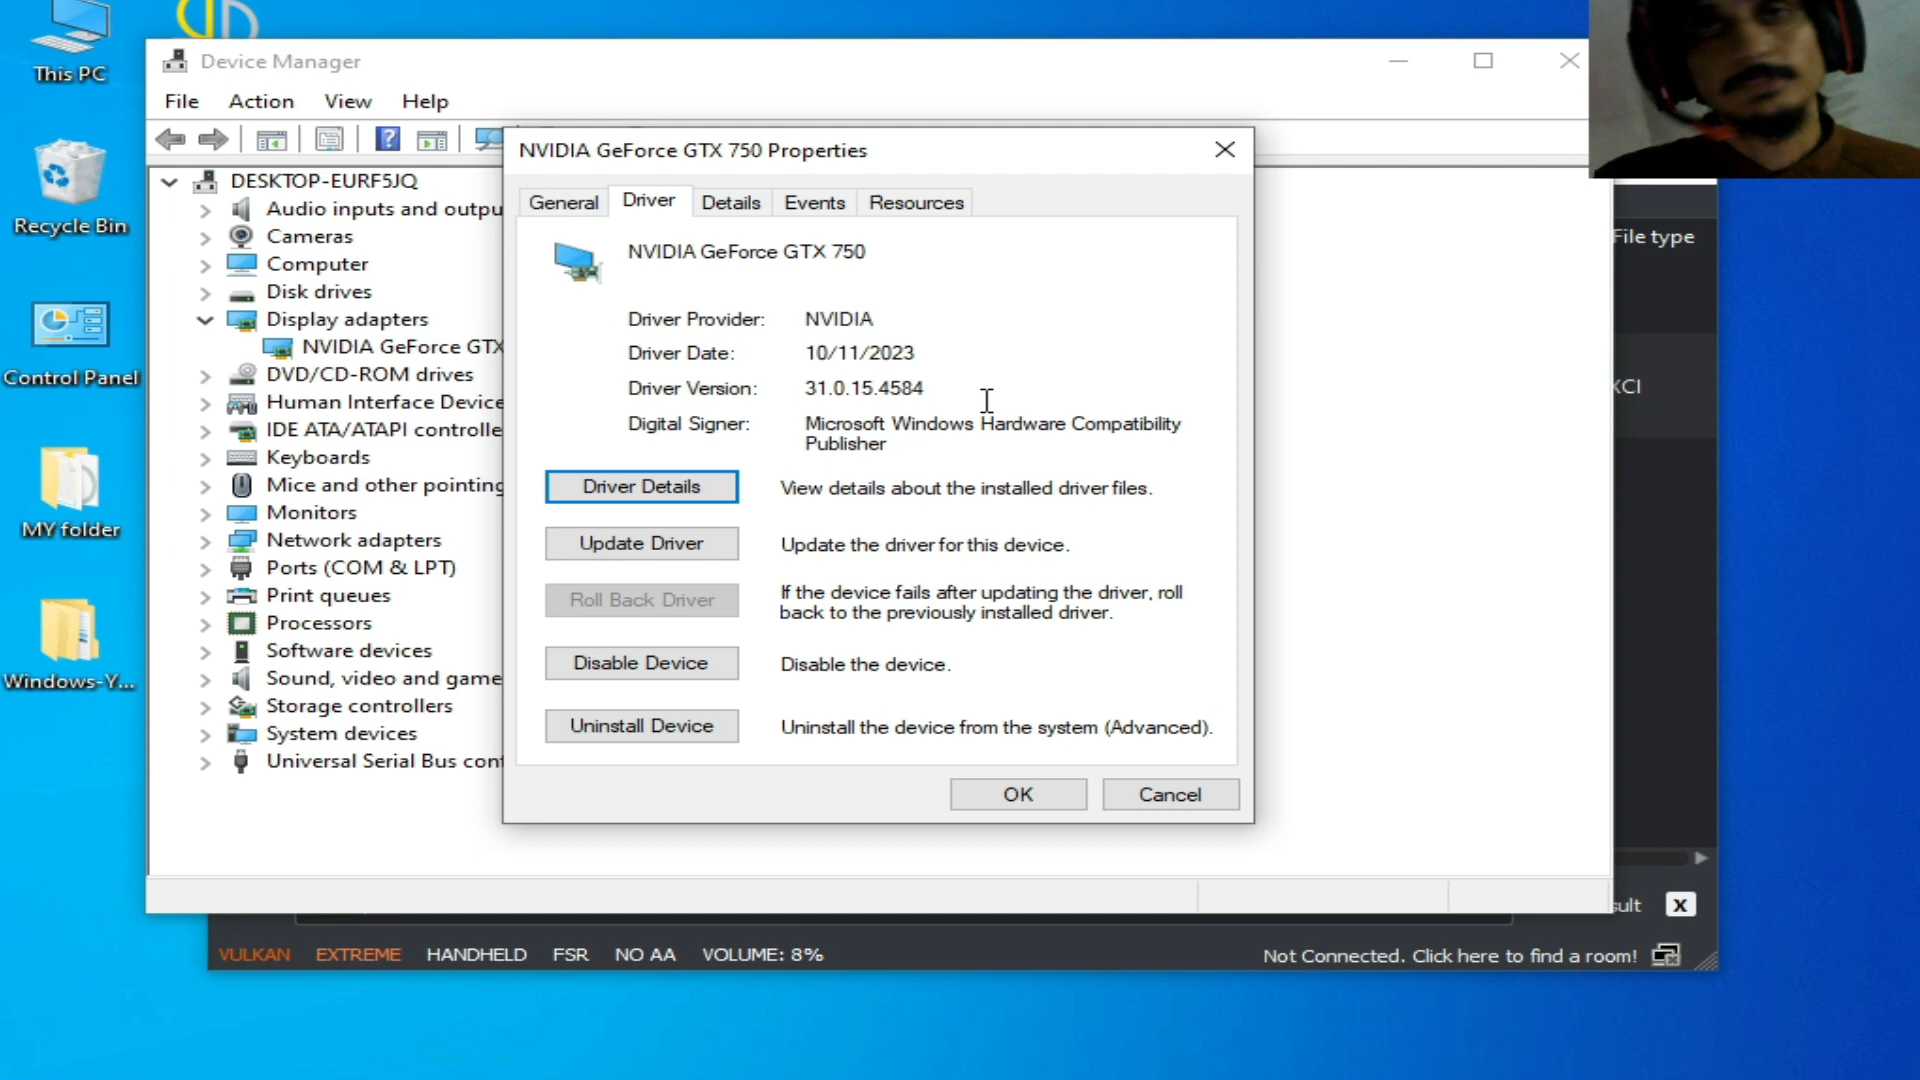 This PC
Recycle Bin
Control Panel
MY folder
Windows-Y...
Device Manager
File Action View Help
DESKTOP-EURF5JQ
Audio inputs and outpu
Cameras
Computer
Disk drives
Display adapters
NVIDIA GeForce GTX
DVD/CD-ROM drives
Human Interface Device
IDE ATA/ATAPI controlle
Keyboards
Mice and other pointing
Monitors
Network adapters
Ports (COM & LPT)
Print queues
Processors
Software devices
Sound, video and game
Storage controllers
System devices
Universal Serial Bus cont
NVIDIA GeForce GTX 750 Properties
General Driver Details Events Resources
NVIDIA GeForce GTX 750
Driver Provider: NVIDIA
Driver Date: 10/11/2023
Driver Version: 31.0.15.4584
Digital Signer: Microsoft Windows Hardware Compatibility
Publisher
Driver Details View details about the installed driver files.
Update Driver Update the driver for this device.
Roll Back Driver If the device fails after updating the driver, roll
back to the previously installed driver.
Disable Device Disable the device.
Uninstall Device Uninstall the device from the system (Advanced).
OK Cancel
File type
XCI
sult X
VULKAN EXTREME HANDHELD FSR NO AA VOLUME: 8% Not Connected. Click here to find a room!